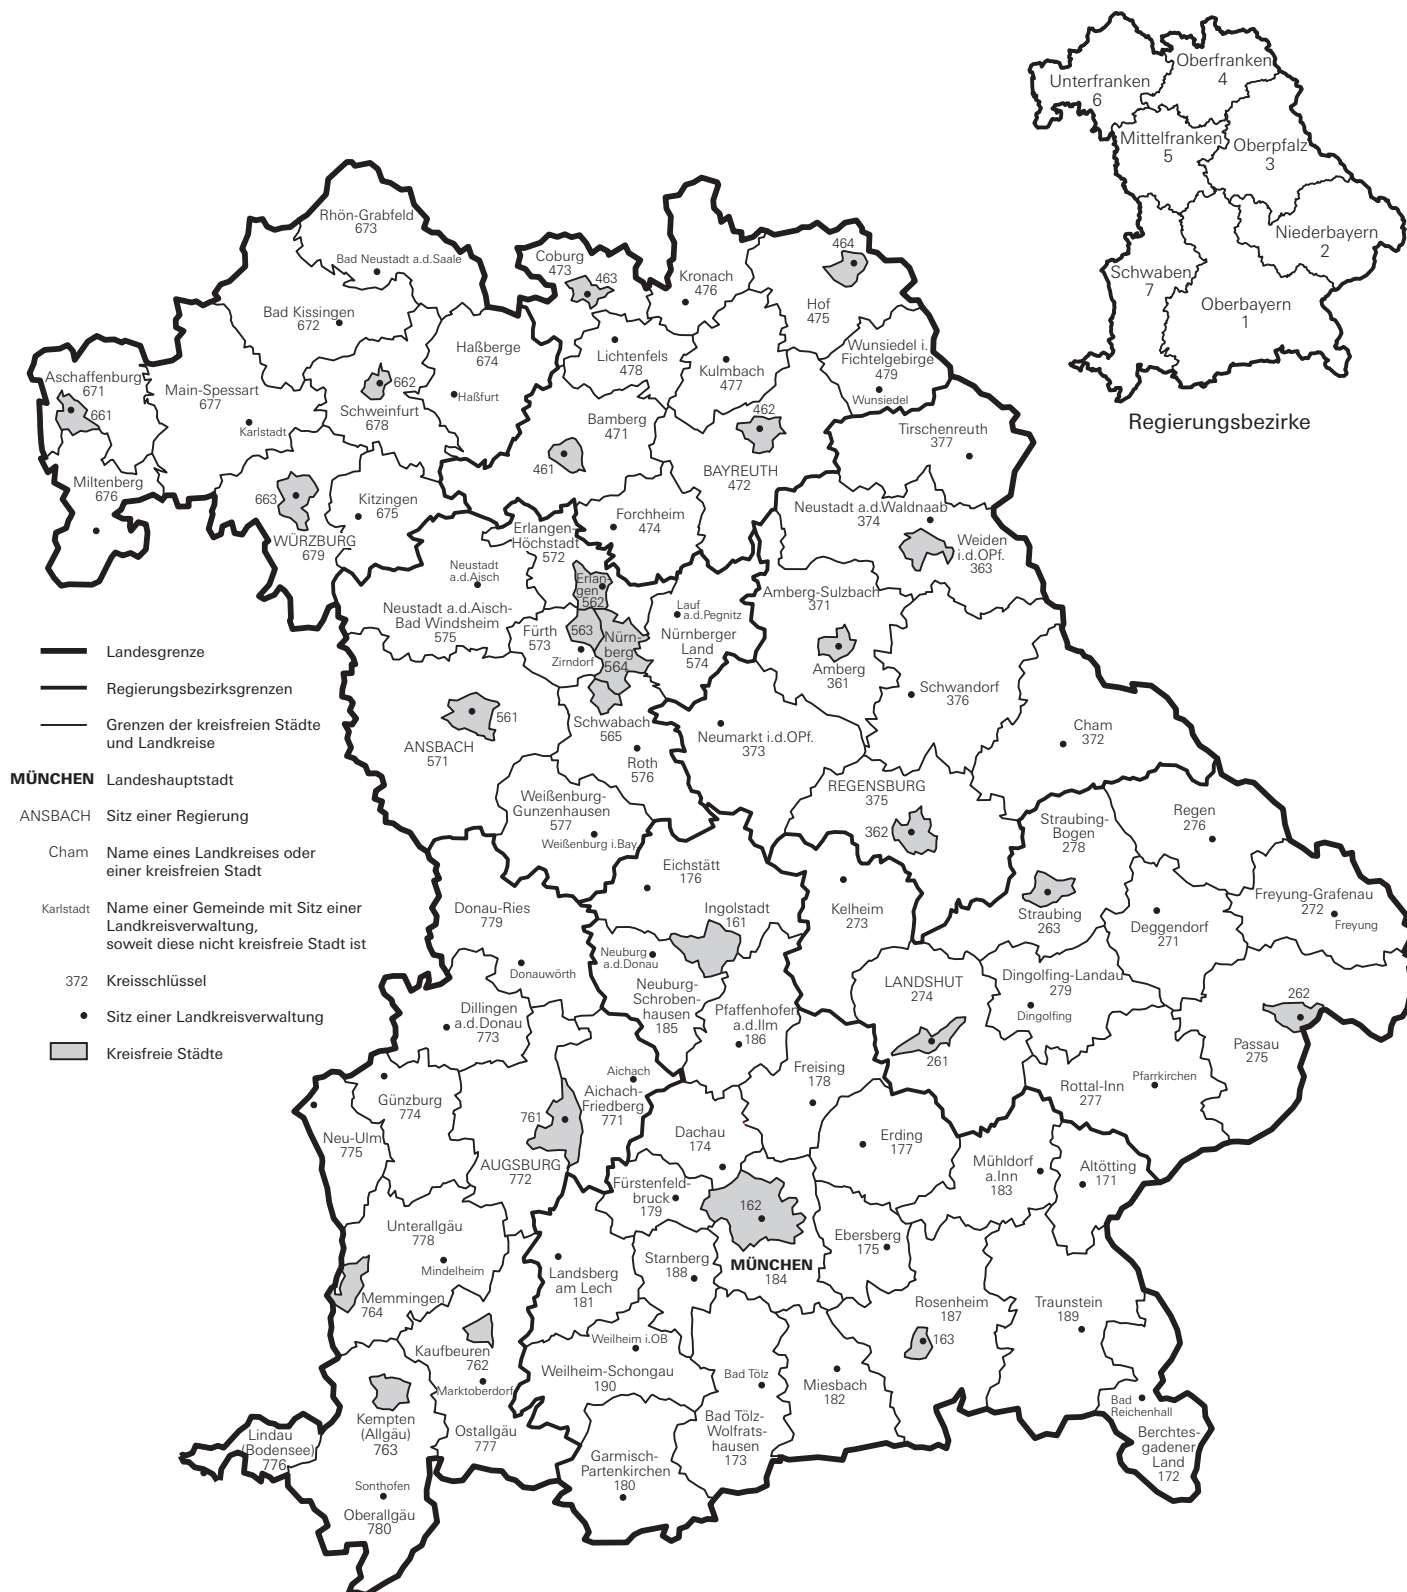 Oberfranken
4
Unterfranken
6
Mittelfranken
5
Oberpfalz
3
Niederbayern
2
Schwaben
7
Oberbayern
1
Regierungsbezirke
Rhön-Grabfeld
673
Bad Neustadt a.d.Saale
Coburg
473
463
Kronach
476
464
Hof
475
Bad Kissingen
672
Haßberge
674
Haßfurt
Lichtenfels
478
Kulmbach
477
Wunsiedel i.
Fichtelgebirge
479
Wunsiedel
Aschaffenburg
671
661
Main-Spessart
677
Karlstadt
662
Schweinfurt
678
Bamberg
471
461
462
BAYREUTH
472
Tirschenreuth
377
Miltenberg
676
663
WÜRZBURG
679
Kitzingen
675
Forchheim
474
Neustadt a.d.Waldnaab
374
Weiden
i.d.OPf.
363
Erlangen-
Höchstadt
572
Neustadt
a.d.Aisch
Neustadt a.d.Aisch-
Bad Windsheim
575
Erlan-
gen
562
Fürth
573
563
Zirndorf
Nürn-
berg
564
Lauf
a.d.Pegnitz
Nürnberger
Land
574
Amberg-Sulzbach
371
Amberg
361
Schwandorf
376
Cham
372
561
ANSBACH
571
Schwabach
565
Roth
576
Neumarkt i.d.OPf.
373
Weißenburg-
Gunzenhausen
577
Weißenburg i.Bay.
REGENSBURG
375
362
Straubing-
Bogen
278
Regen
276
Straubing
263
Deggendorf
271
Freyung-Grafenau
272
Freyung
Landesgrenze
Regierungsbezirksgrenzen
Grenzen der kreisfreien Städte
und Landkreise
MÜNCHEN Landeshauptstadt
ANSBACH Sitz einer Regierung
Cham Name eines Landkreises oder
einer kreisfreien Stadt
Karlstadt Name einer Gemeinde mit Sitz einer
Landkreisverwaltung,
soweit diese nicht kreisfreie Stadt ist
372 Kreisschlüssel
Sitz einer Landkreisverwaltung
Kreisfreie Städte
Eichstätt
176
Ingolstadt
161
Kelheim
273
Donau-Ries
779
Donauwörth
Neuburg
a.d.Donau
Neuburg-
Schroben-
hausen
185
Pfaffenhofen
a.d.Ilm
186
LANDSHUT
274
261
Dingolfing-Landau
279
Dingolfing
262
Passau
275
Dillingen
a.d.Donau
773
Rottal-Inn
277
Pfarrkirchen
Günzburg
774
Neu-Ulm
775
Aichach
Aichach-
Friedberg
771
761
AUGSBURG
772
Freising
178
Dachau
174
Erding
177
Mühldorf
a.Inn
183
Altötting
171
Fürstenfeld-
bruck
179
162
MÜNCHEN
184
Ebersberg
175
Unterallgäu
778
Mindelheim
Memmingen
764
Landsberg
am Lech
181
Starnberg
188
Rosenheim
187
163
Traunstein
189
Kaufbeuren
762
Marktoberdorf
Weilheim i.OB
Weilheim-Schongau
190
Bad Tölz
Bad Tölz-
Wolfrats-
hausen
173
Miesbach
182
Bad
Reichenhall
Berchtes-
gadener
Land
172
Kempten
(Allgäu)
763
Ostallgäu
777
Lindau
(Bodensee)
776
Garmisch-
Partenkirchen
180
Sonthofen
Oberallgäu
780